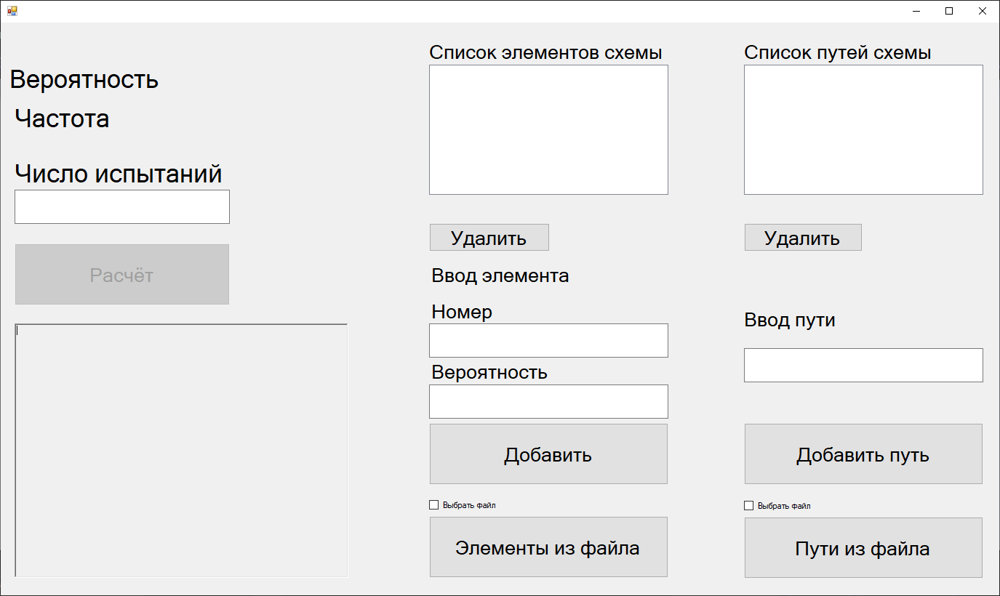 Вероятность
Частота
Число испытаний
Расчёт
Список элементов схемы
Удалить
Ввод элемента
Номер
Вероятность
Добавить
Выбрать файл
Элементы из файла
Список путей схемы
Удалить
Ввод пути
Добавить путь
Выбрать файл
Пути из файла